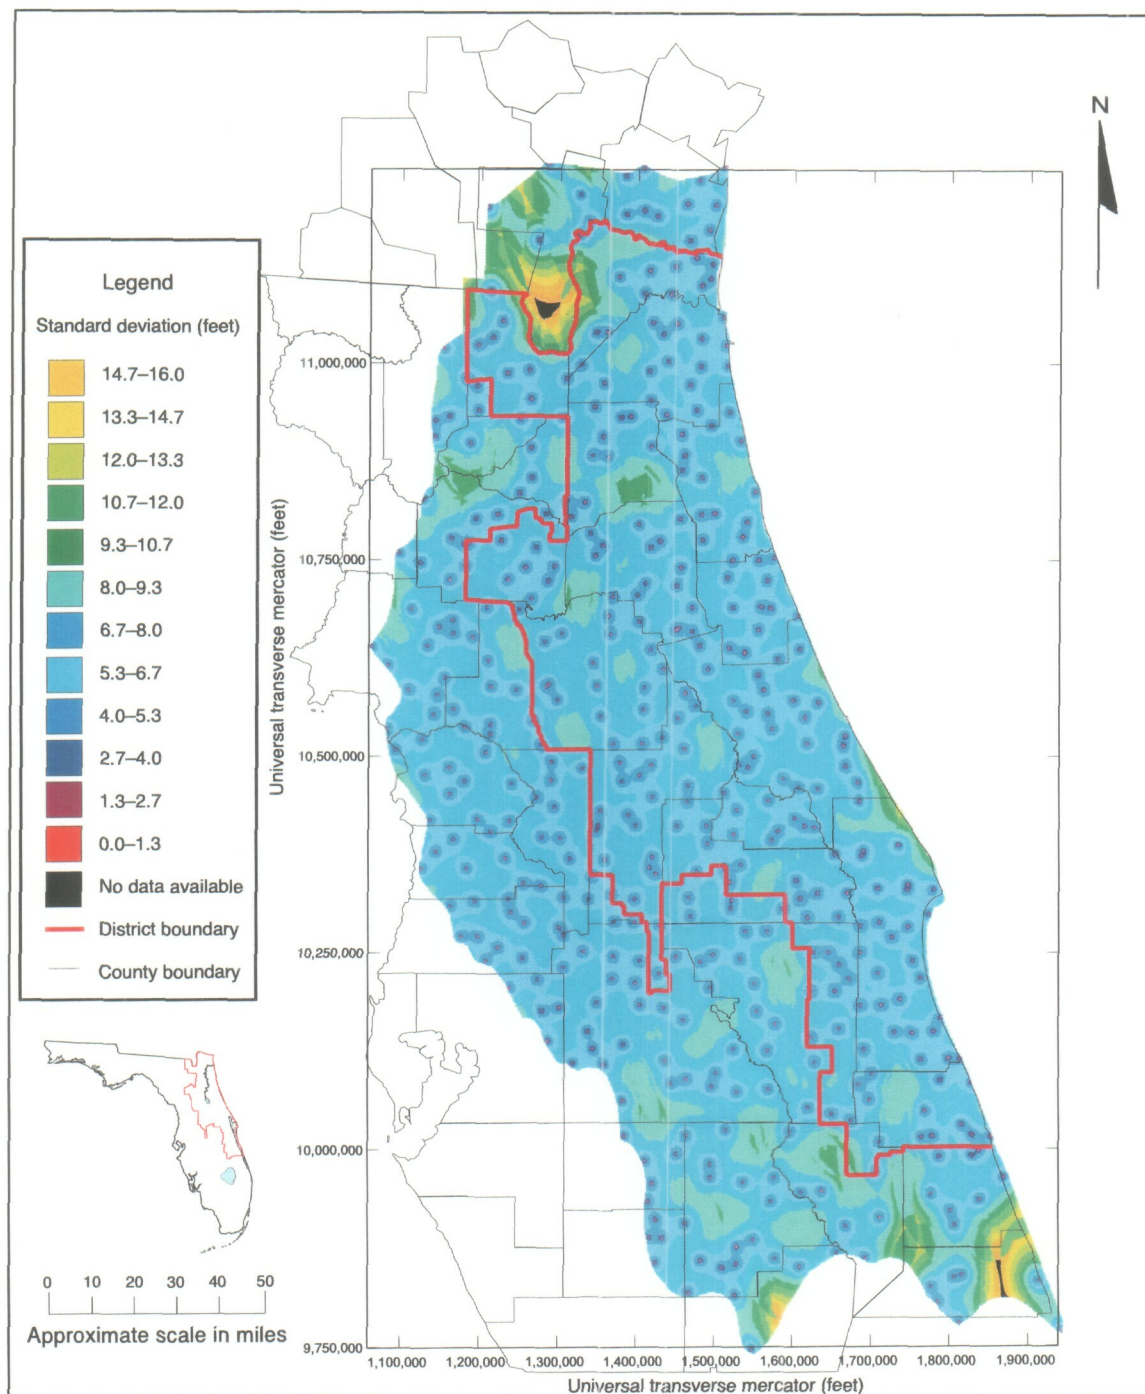 N
Legend
Standard deviation (feet)
14.7–16.0
13.3–14.7
12.0–13.3
10.7–12.0
9.3–10.7
8.0–9.3
6.7–8.0
5.3–6.7
4.0–5.3
2.7–4.0
1.3–2.7
0.0–1.3
No data available
District boundary
County boundary
0 10 20 30 40 50
Approximate scale in miles
Universal transverse mercator (feet)
11,000,000
10,750,000
10,500,000
10,250,000
10,000,000
9,750,000
1,100,000 1,200,000 1,300,000 1,400,000 1,500,000 1,600,000 1,700,000 1,800,000 1,900,000
Universal transverse mercator (feet)